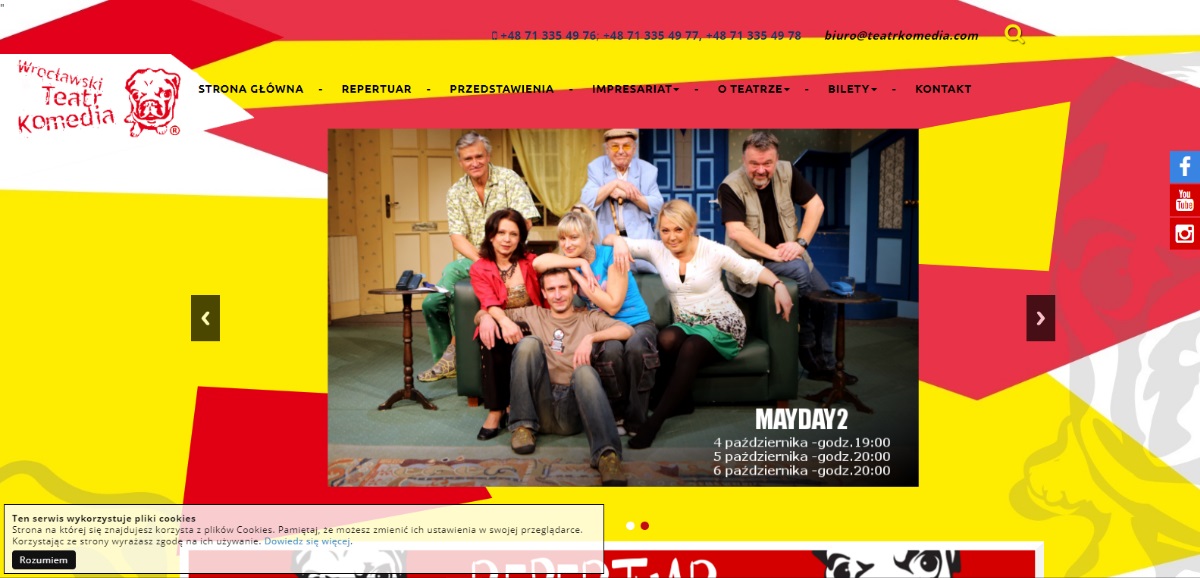 +48 71 335 49 76; +48 71 335 49 77, +48 71 335 49 78 biuro@teatrkomedia.com
Wrocławski
Teatr
Komedia
®
STRONA GŁÓWNA - REPERTUAR - PRZEDSTAWIENIA - IMPRESARIAT - O TEATRZE - BILETY - KONTAKT
You
Tube
MAYDAY2
4 października -godz.19:00
5 października -godz.20:00
6 października -godz.20:00
Ten serwis wykorzystuje pliki cookies
Strona na której się znajdujesz korzysta z plików Cookies. Pamiętaj, że możesz zmienić ich ustawienia w swojej przeglądarce.
Korzystając ze strony wyrażasz zgodę na ich używanie. Dowiedz się więcej.
Rozumiem
REPERTUAR